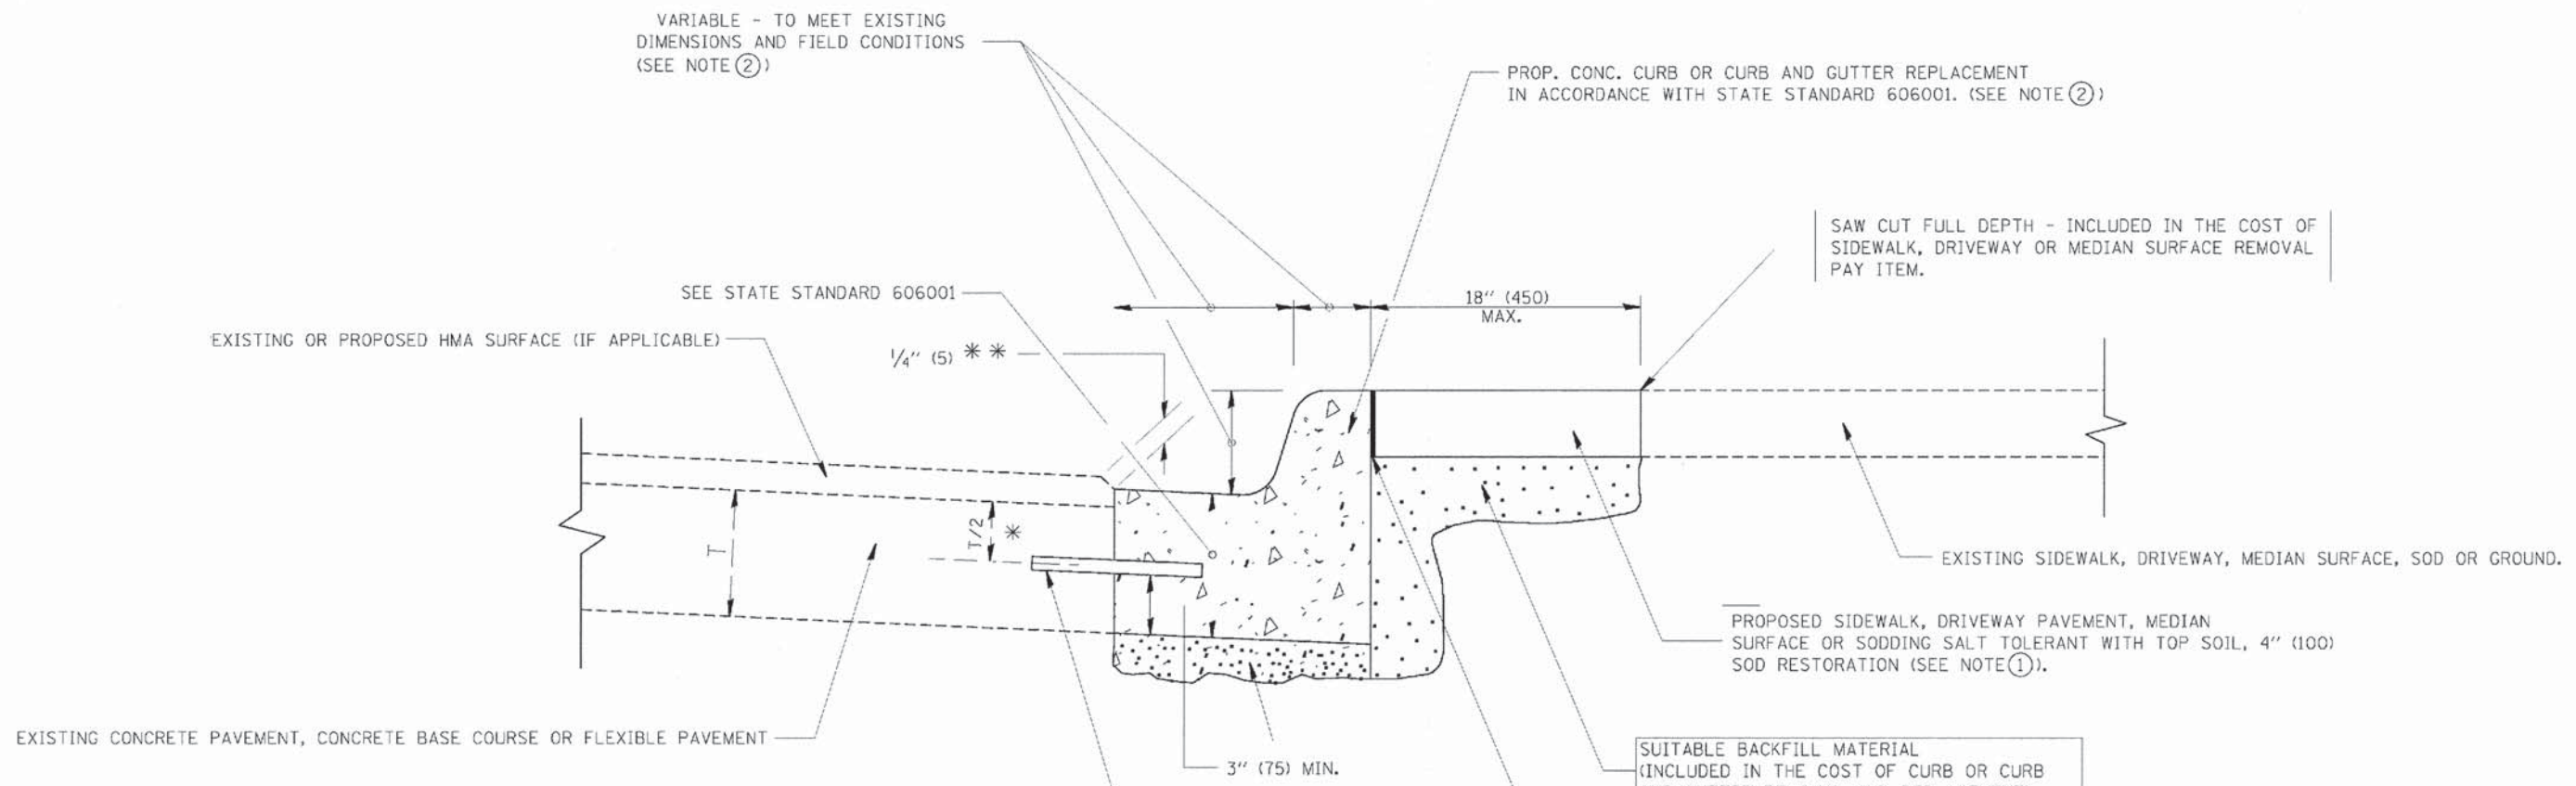 VARIABLE - TO MEET EXISTING
DIMENSIONS AND FIELD CONDITIONS
(SEE NOTE ②)
PROP. CONC. CURB OR CURB AND GUTTER REPLACEMENT
IN ACCORDANCE WITH STATE STANDARD 606001. (SEE NOTE ②)
SAW CUT FULL DEPTH - INCLUDED IN THE COST OF
SIDEWALK, DRIVEWAY OR MEDIAN SURFACE REMOVAL
PAY ITEM.
SEE STATE STANDARD 606001
18" (450)
MAX.
EXISTING OR PROPOSED HMA SURFACE (IF APPLICABLE)
1/4" (5) * *
T
T/2
*
EXISTING SIDEWALK, DRIVEWAY, MEDIAN SURFACE, SOD OR GROUND.
PROPOSED SIDEWALK, DRIVEWAY PAVEMENT, MEDIAN
SURFACE OR SODDING SALT TOLERANT WITH TOP SOIL, 4" (100)
SOD RESTORATION (SEE NOTE ①).
EXISTING CONCRETE PAVEMENT, CONCRETE BASE COURSE OR FLEXIBLE PAVEMENT
3" (75) MIN.
SUITABLE BACKFILL MATERIAL
(INCLUDED IN THE COST OF CURB OR CURB